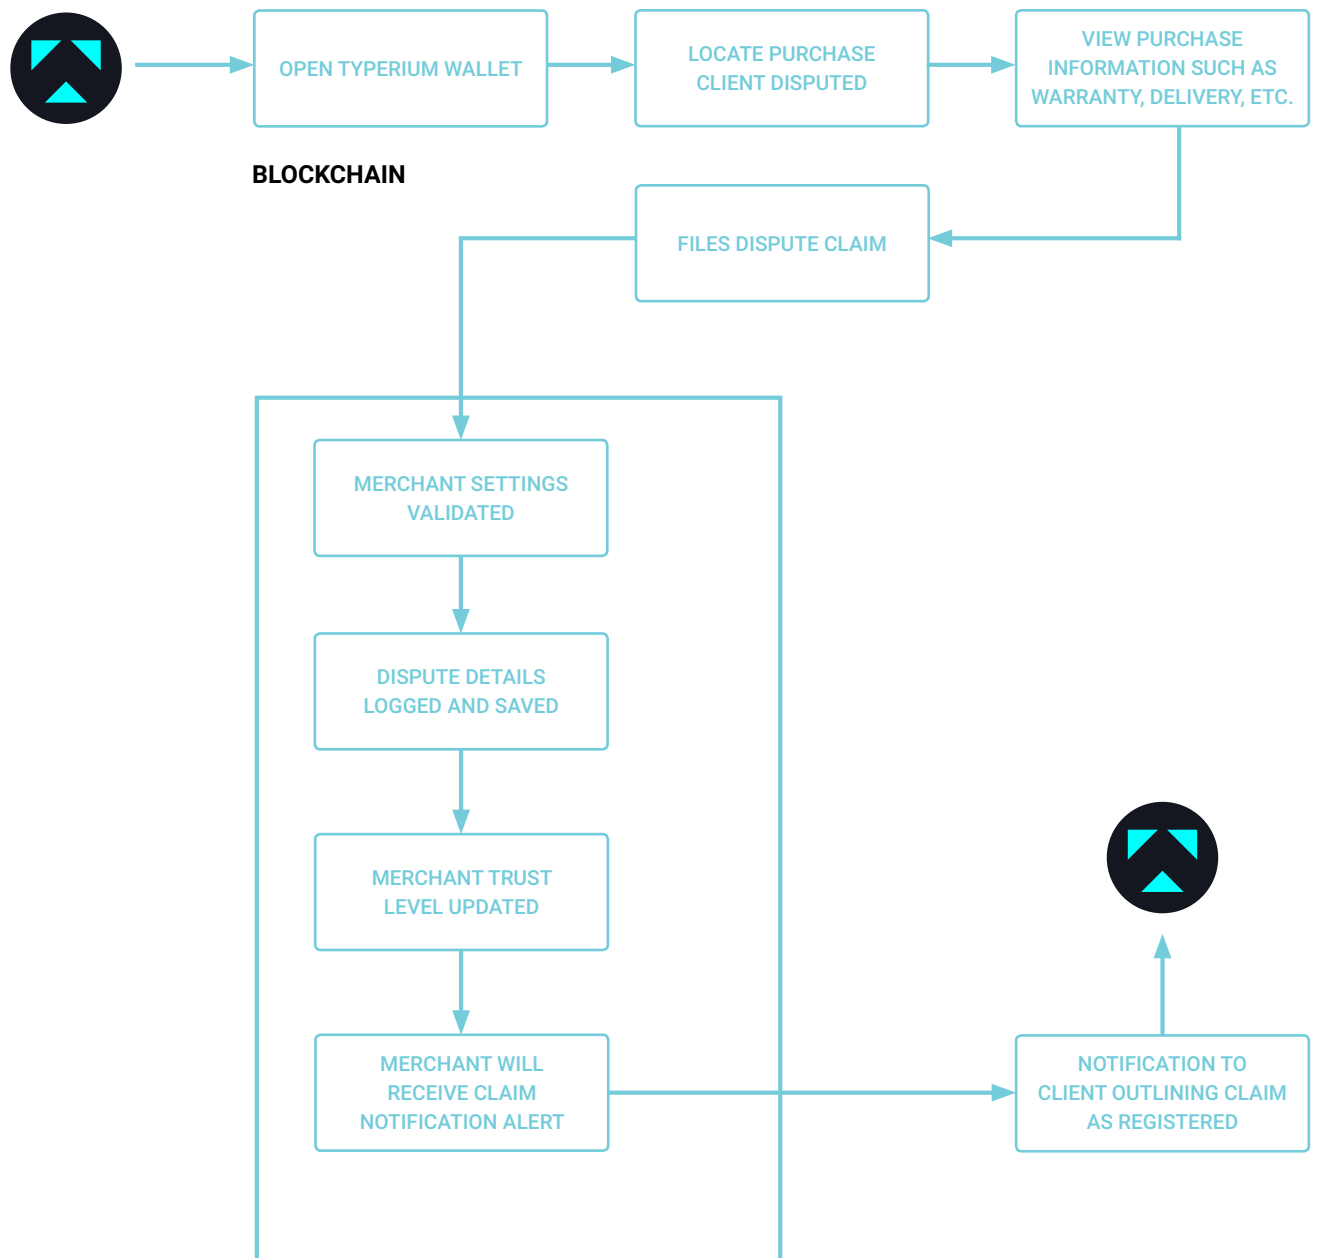 OPEN TYPERIUM WALLET
LOCATE PURCHASE
CLIENT DISPUTED
VIEW PURCHASE
INFORMATION SUCH AS
WARRANTY, DELIVERY, ETC.
BLOCKCHAIN
FILES DISPUTE CLAIM
MERCHANT SETTINGS
VALIDATED
DISPUTE DETAILS
LOGGED AND SAVED
MERCHANT TRUST
LEVEL UPDATED
MERCHANT WILL
RECEIVE CLAIM
NOTIFICATION ALERT
NOTIFICATION TO
CLIENT OUTLINING CLAIM
AS REGISTERED